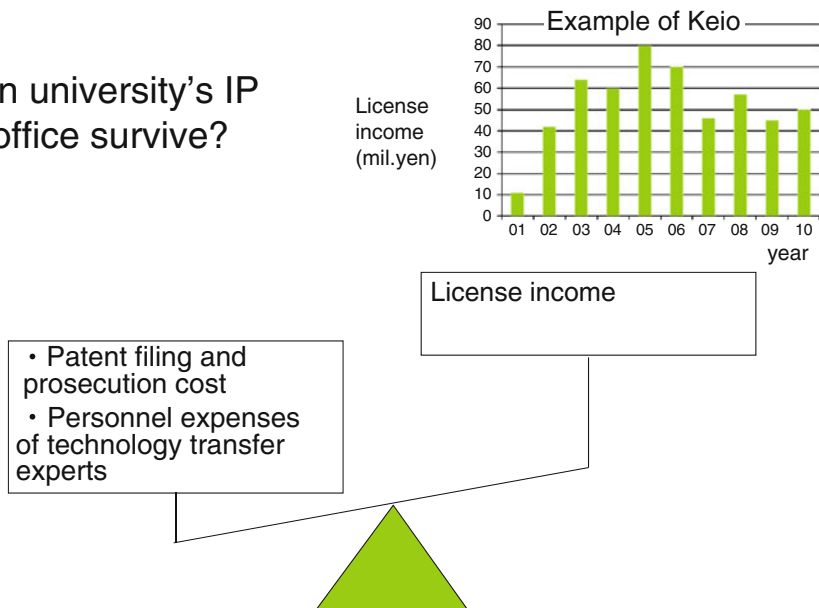 n university's IP
office survive?
Example of Keio
License
income
(mil.yen)
90
80
70
60
50
40
30
20
10
0
01 02 03 04 05 06 07 08 09 10
year
License income
・Patent filing and
prosecution cost
・Personnel expenses
of technology transfer
experts